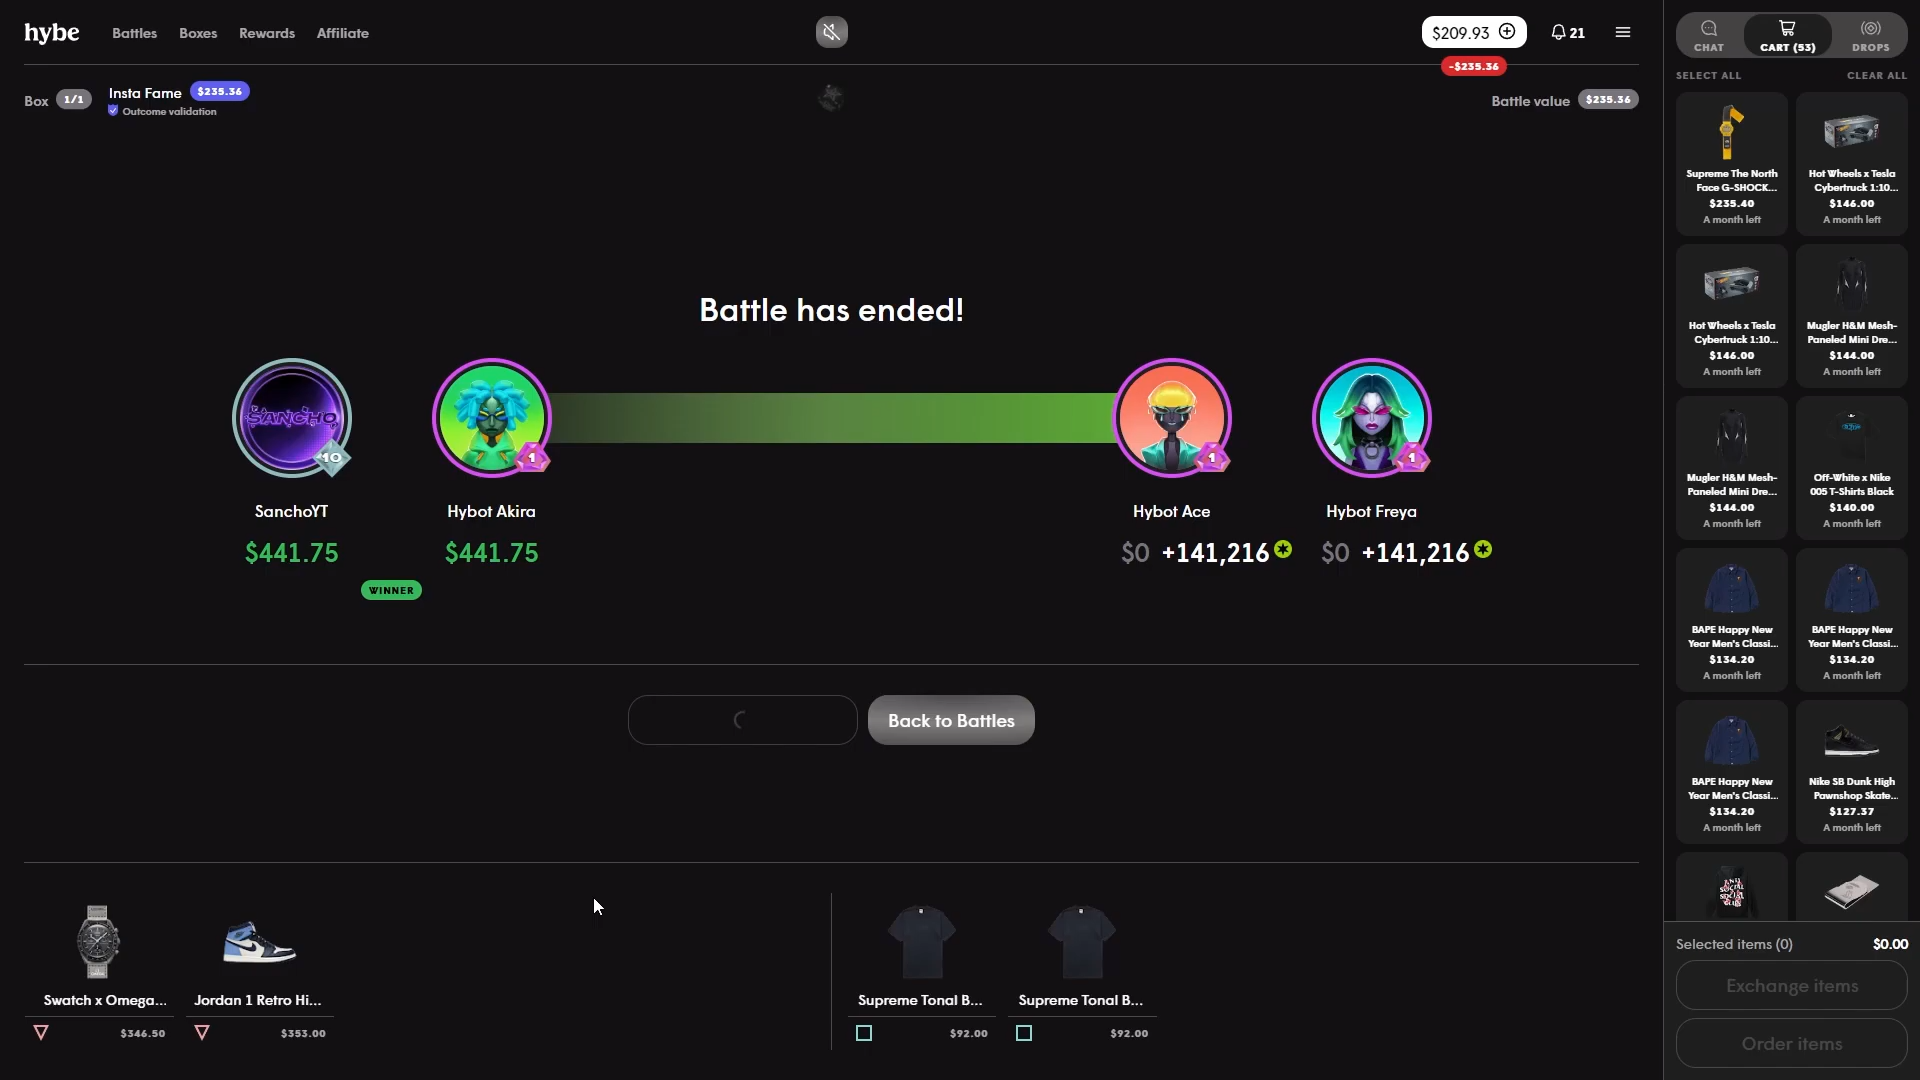 hybe
Battles
Boxes
Rewards
Affiliate
$209.93
21
-$235.36
Box
1/1
Insta Fame
$235.36
Outcome validation
Battle value
$235.36
Battle has ended!
10
1
1
1
SANCHO
SanchoYT
Hybot Akira
Hybot Ace
Hybot Freya
$441.75
$441.75
$0 +141,216
$0 +141,216
WINNER
Back to Battles
Swatch x Omega...
$346.50
Jordan 1 Retro Hi...
$353.00
Supreme Tonal B...
$92.00
Supreme Tonal B...
$92.00
CHAT
CART (53)
DROPS
SELECT ALL
CLEAR ALL
Supreme The North
Face G-SHOCK...
$235.40
A month left
Hot Wheels x Tesla
Cybertruck 1:10...
$146.00
A month left
Hot Wheels x Tesla
Cybertruck 1:10...
$146.00
A month left
Mugler H&M Mesh-
Paneled Mini Dre...
$144.00
A month left
Mugler H&M Mesh-
Paneled Mini Dre...
$144.00
A month left
Off-White x Nike
005 T-Shirts Black
$140.00
A month left
BAPE Happy New
Year Men's Classi...
$134.20
A month left
BAPE Happy New
Year Men's Classi...
$134.20
A month left
BAPE Happy New
Year Men's Classi...
$134.20
A month left
Nike SB Dunk High
Pawnshop Skate...
$127.37
A month left
ANTI
SOCIAL
SOCIAL
CLUB
Selected items (0)
$0.00
Exchange items
Order items